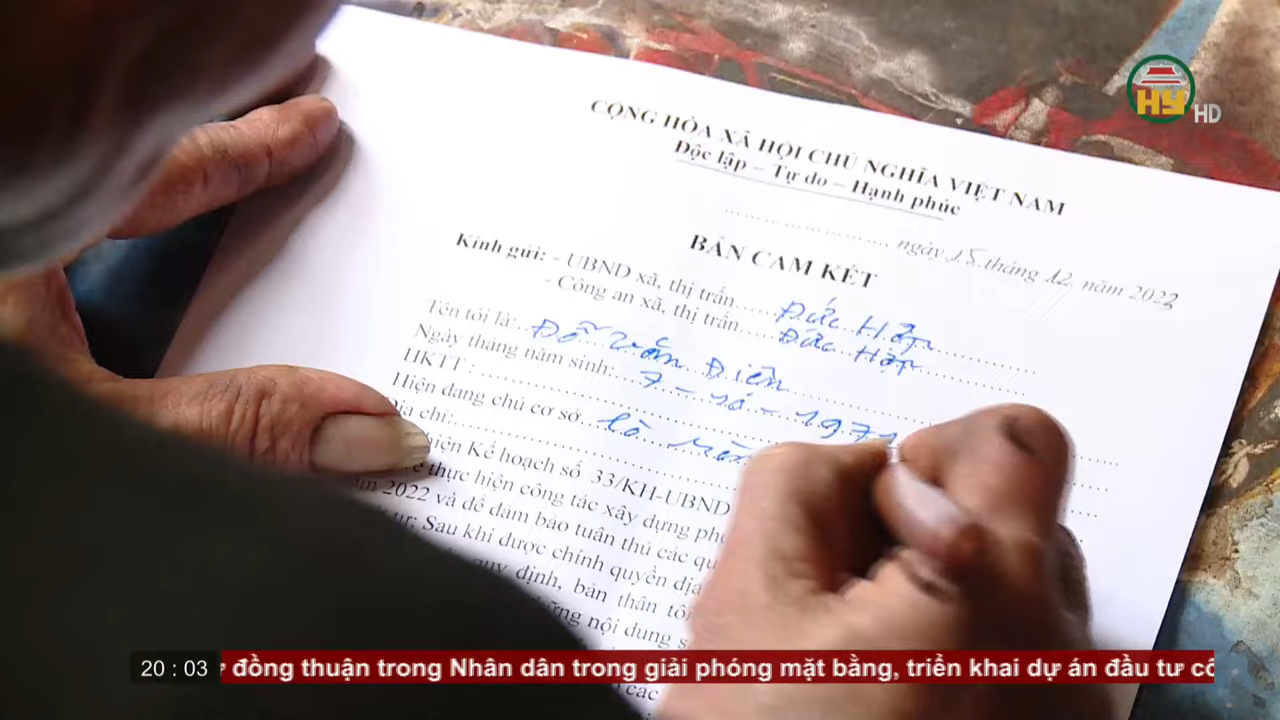 HY HD
CỘNG HÒA XÃ HỘI CHỦ NGHĨA VIỆT NAM
Độc lập – Tự do – Hạnh phúc
................................, ngày 15 tháng 12 năm 2022
BẢN CAM KẾT
Kính gửi: - UBND xã, thị trấn.... Đức Hợp
- Công an xã, thị trấn.... Đức Hợp
Tên tôi là: Đỗ Văn Điên
Ngày tháng năm sinh: 7 - 10 - 1971
HKTT :
Hiện đang chủ cơ sở
Địa chỉ:
hiện Kế hoạch số 33/KH-UBND
thực hiện công tác xây dựng
2022 và để đảm bảo tuân thủ các
tự; Sau khi được chính quyền địa
quy định, bản thân tôi
những nội dung
các
20 : 03 đồng thuận trong Nhân dân trong giải phóng mặt bằng, triển khai dự án đầu tư